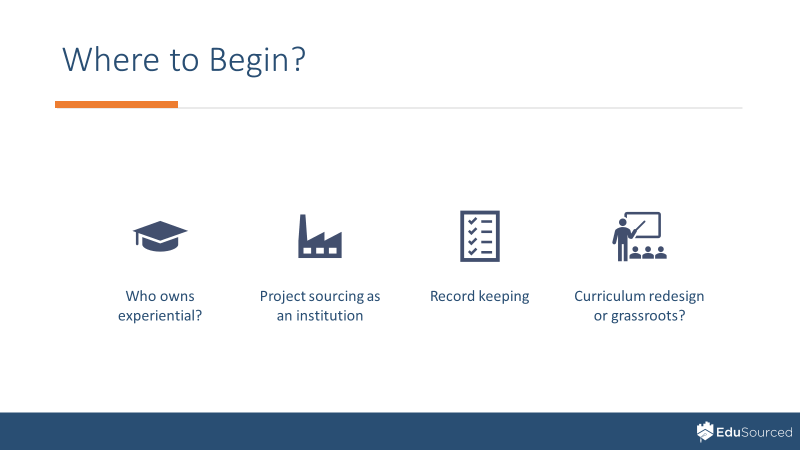 Where to Begin?
Who owns
experiential?
Project sourcing as
an institution
Record keeping
Curriculum redesign
or grassroots?
EduSourced